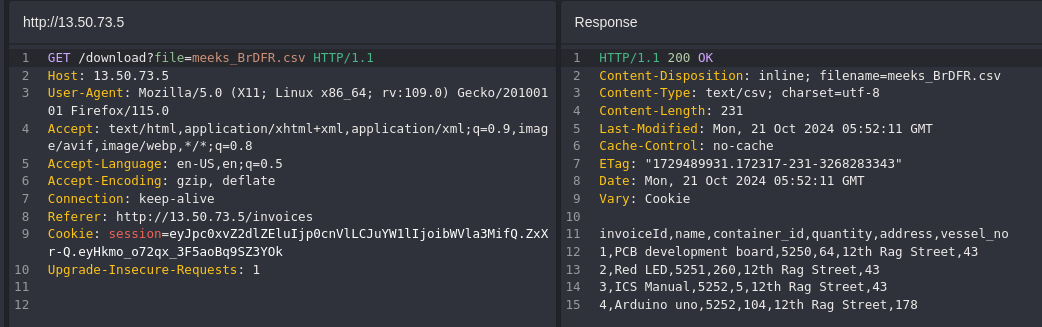 http://13.50.73.5
1 GET /download?file=meeks_BrDFR.csv HTTP/1.1
2 Host: 13.50.73.5
3 User-Agent: Mozilla/5.0 (X11; Linux x86_64; rv:109.0) Gecko/201001
01 Firefox/115.0
4 Accept: text/html,application/xhtml+xml,application/xml;q=0.9,imag
e/avif,image/webp,*/*;q=0.8
5 Accept-Language: en-US,en;q=0.5
6 Accept-Encoding: gzip, deflate
7 Connection: keep-alive
8 Referer: http://13.50.73.5/invoices
9 Cookie: session=eyJpc0xvZ2dlZEluIjp0cnVlLCJuYW1lIjoibWVla3MifQ.ZxX
r-Q.eyHkmo_o72qx_3F5aoBq9SZ3YOk
10 Upgrade-Insecure-Requests: 1
11
12
Response
1 HTTP/1.1 200 OK
2 Content-Disposition: inline; filename=meeks_BrDFR.csv
3 Content-Type: text/csv; charset=utf-8
4 Content-Length: 231
5 Last-Modified: Mon, 21 Oct 2024 05:52:11 GMT
6 Cache-Control: no-cache
7 ETag: "1729489931.172317-231-3268283343"
8 Date: Mon, 21 Oct 2024 05:52:11 GMT
9 Vary: Cookie
10
11 invoiceId,name,container_id,quantity,address,vessel_no
12 1,PCB development board,5250,64,12th Rag Street,43
13 2,Red LED,5251,260,12th Rag Street,43
14 3,ICS Manual,5252,5,12th Rag Street,43
15 4,Arduino uno,5252,104,12th Rag Street,178